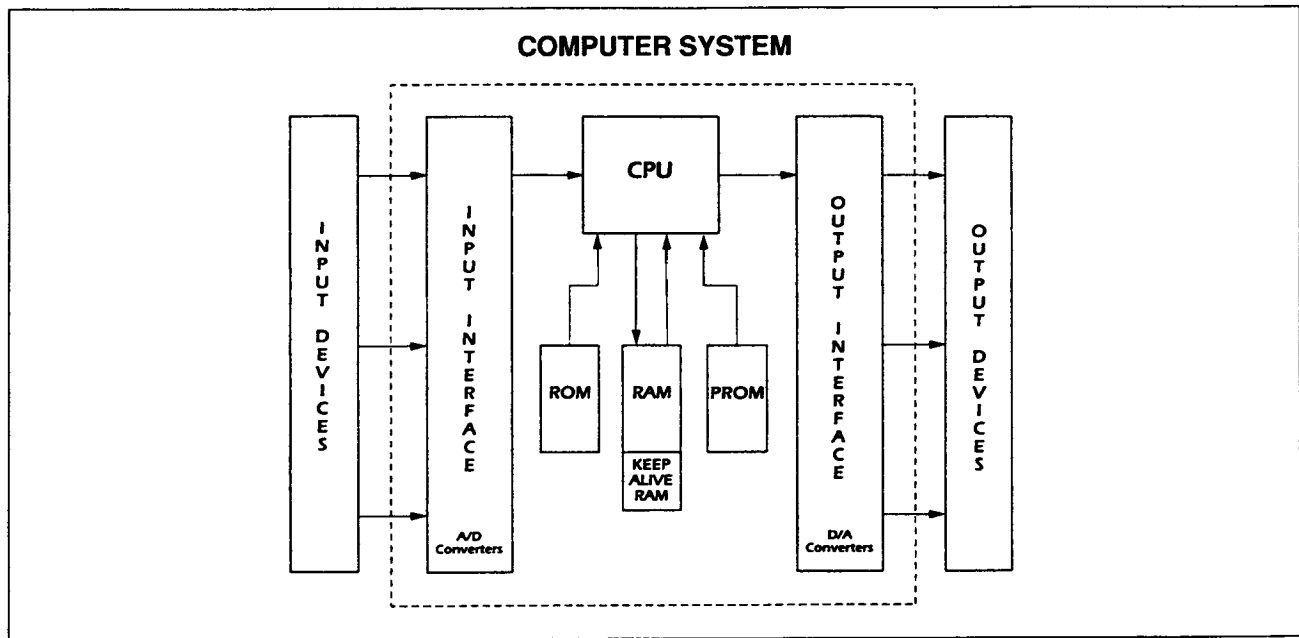 COMPUTER SYSTEM
INPUT DEVICES
INPUT INTERFACE
A/D
Converters
CPU
ROM
RAM
KEEP
ALIVE
RAM
PROM
OUTPUT INTERFACE
D/A
Converters
OUTPUT DEVICES